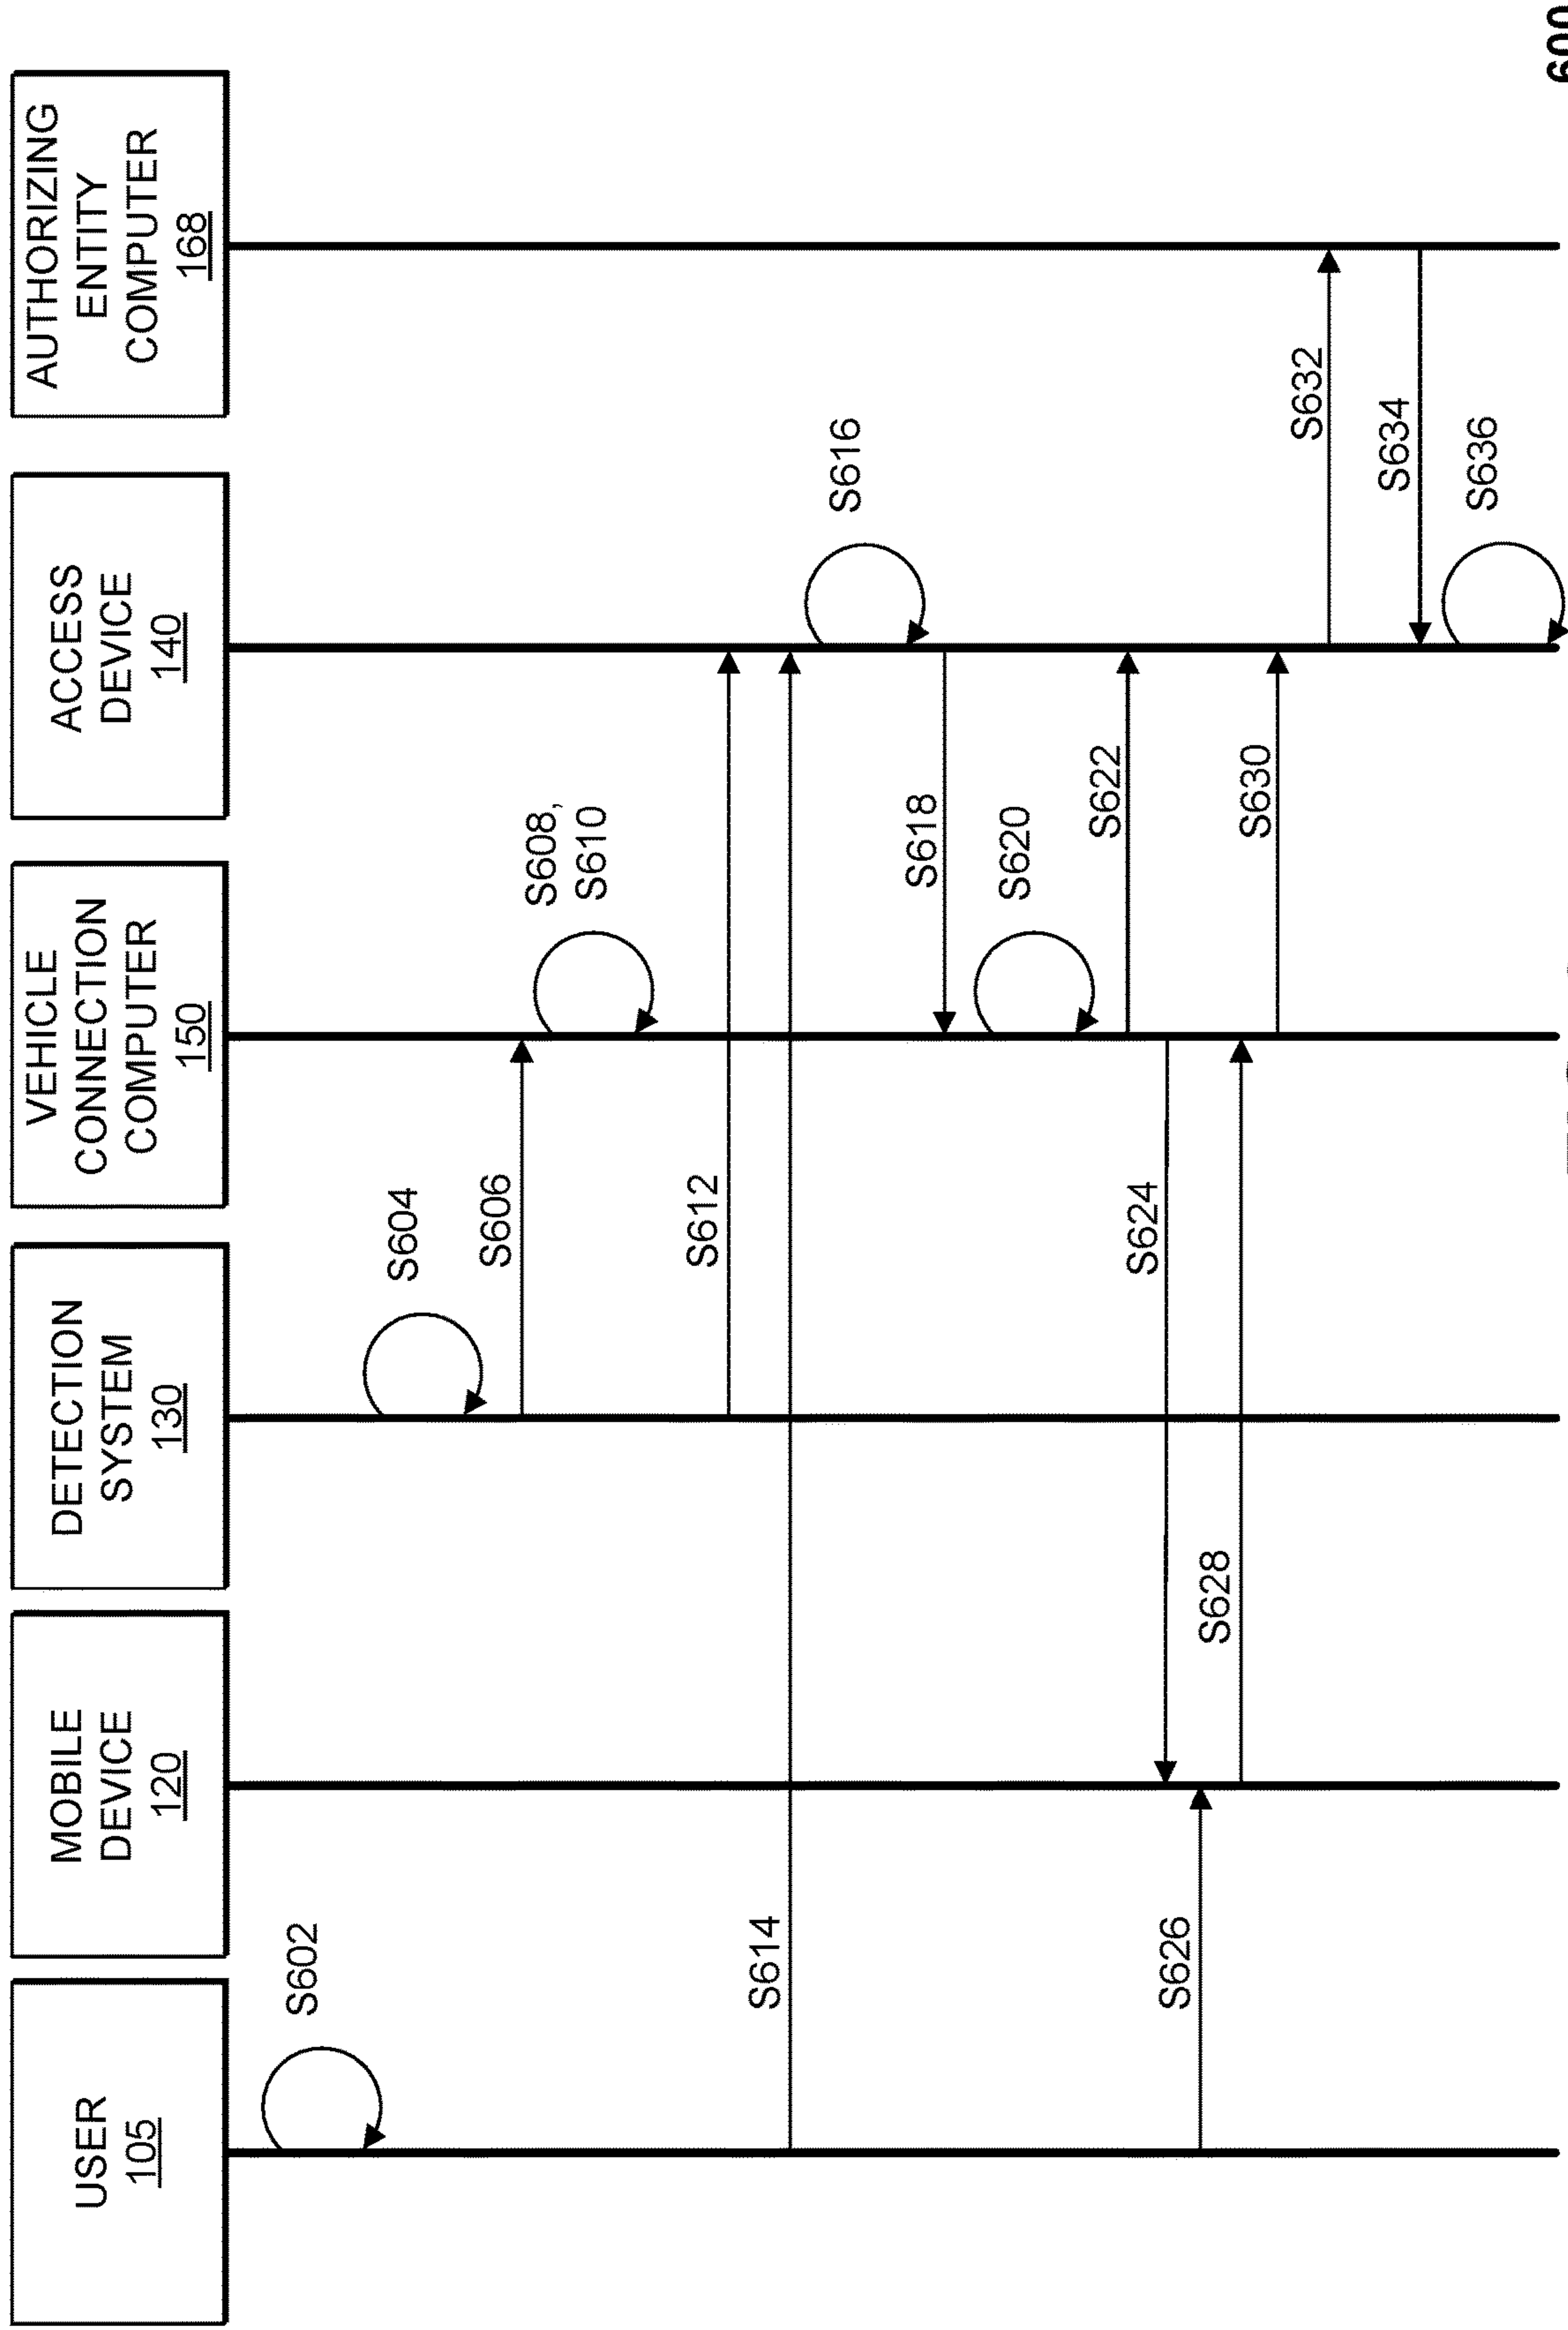 USER
105
MOBILE
DEVICE
120
DETECTION
SYSTEM
130
VEHICLE
CONNECTION
COMPUTER
150
ACCESS
DEVICE
140
AUTHORIZING
ENTITY
COMPUTER
168
S602
S604
S606
S608,
S610
S612
S614
S616
S618
S620
S622
S624
S626
S628
S630
S632
S634
S636
600